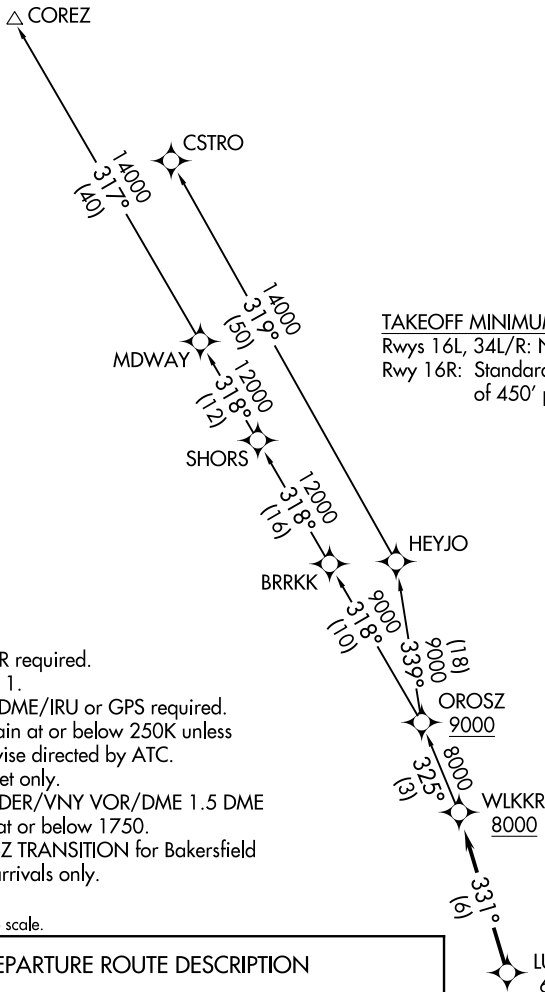 COREZ
CSTRO
14000
317°
(40)
14000
319°
(50)
TAKEOFF MINIMUM
Rwys 16L, 34L/R: N
Rwy 16R: Standard
of 450' p
MDWAY
12000
318°
(12)
SHORS
12000
318°
(16)
HEYJO
BRRKK
9000
318°
(10)
(18)
9000
339°
R required.
1.
DME/IRU or GPS required.
ain at or below 250K unless
wise directed by ATC.
et only.
DER/VNY VOR/DME 1.5 DME
at or below 1750.
Z TRANSITION for Bakersfield
arrivals only.
OROSZ
9000
8000
325°
(3)
WLKKR
8000
331°
(6)
scale.
EPARTURE ROUTE DESCRIPTION
LU